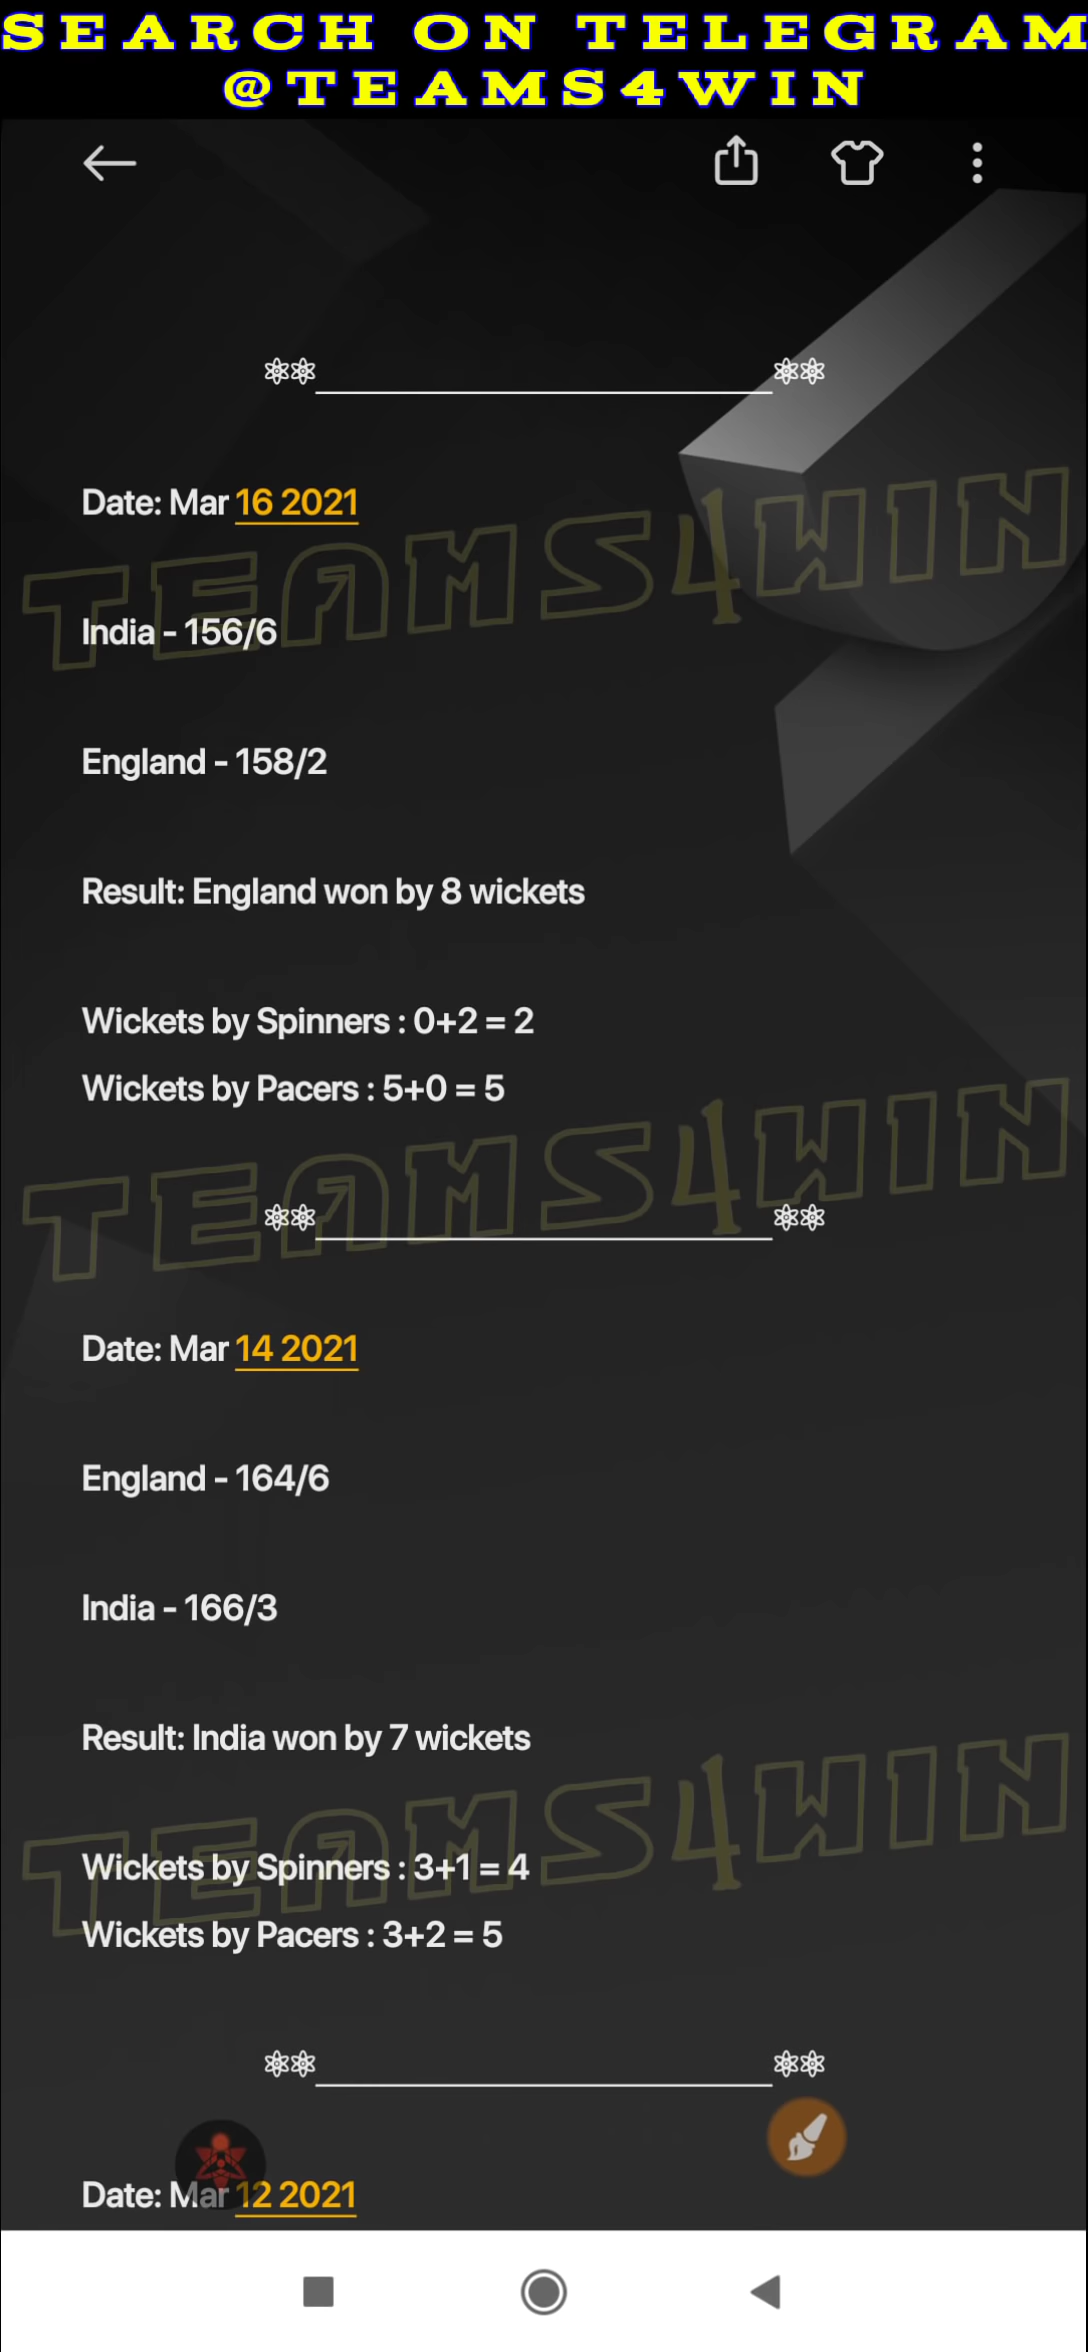 SEARCH ON TELEGRAM
@TEAMS4WIN
Date: Mar 16 2021
TEAMS4WIN
India - 156/6
England - 158/2
Result: England won by 8 wickets
Wickets by Spinners : 0+2 = 2
Wickets by Pacers : 5+0 = 5
TEAMS4WIN
Date: Mar 14 2021
England - 164/6
India - 166/3
Result: India won by 7 wickets
TEAMS4WIN
Wickets by Spinners : 3+1 = 4
Wickets by Pacers : 3+2 = 5
Date: Mar 12 2021